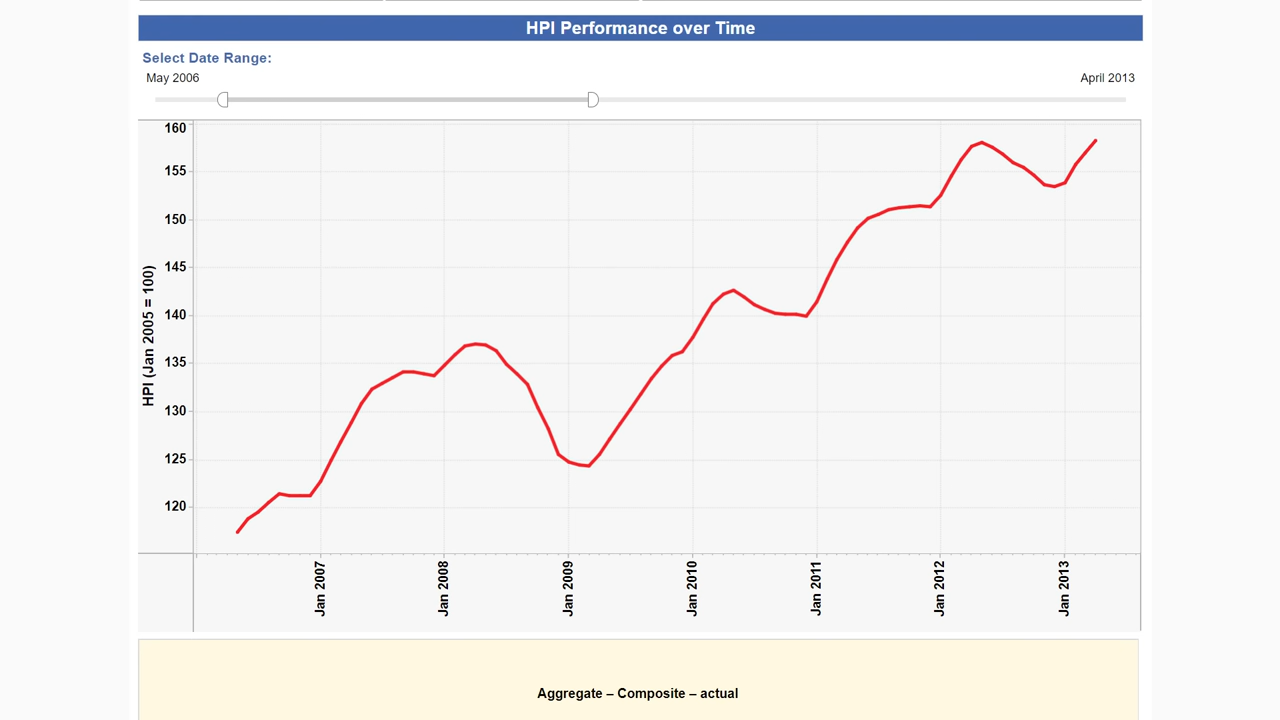 HPI Performance over Time
Select Date Range:
May 2006 April 2013
160
155
150
145
140
135
130
125
120
HPI (Jan 2005 = 100)
Jan 2007 Jan 2008 Jan 2009 Jan 2010 Jan 2011 Jan 2012 Jan 2013
Aggregate – Composite – actual